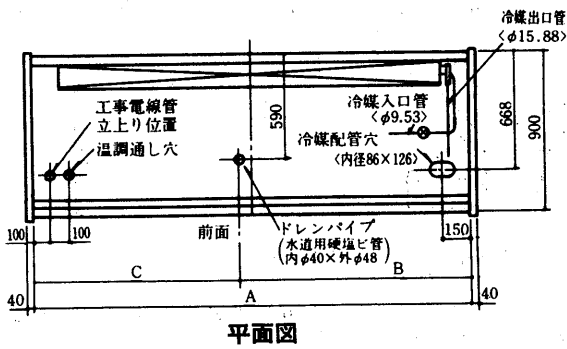 冷媒出口管
<φ15.88>
工事電線管
立上り位置
温調通し穴
590
冷媒入口管
<φ9.53>
冷媒配管穴
<内径86×126>
668
900
100
100
前面
ドレンパイプ
(水道用硬塩ビ管
内φ40×外φ48)
150
C
B
40
A
40
平面図